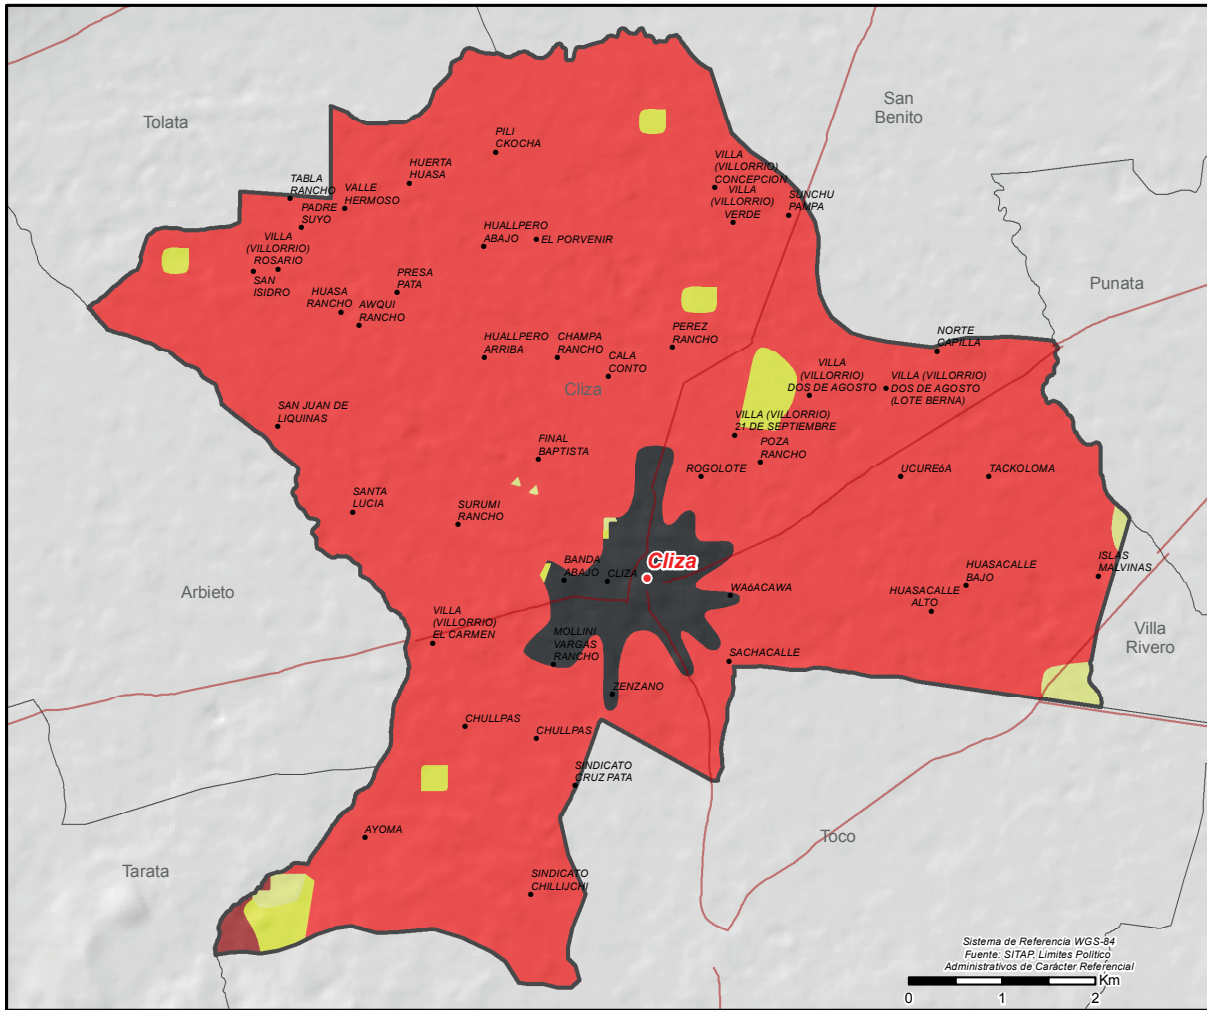 San
Benito
Tolata
PILI
CKOCHA
HUERTA
HUASA
VILLA
(VILLORRIO)
CONCEPCION
TABLA
RANCHO
VALLE
HERMOSO
VILLA
(VILLORRIO)
VERDE
SUNCHU
PAMPA
PADRE
SUYO
HUALLPERO
ABAJO
EL PORVENIR
VILLA
(VILLORRIO)
ROSARIO
SAN
ISIDRO
PRESA
PATA
Punata
HUASA
RANCHO
AWQUI
RANCHO
PEREZ
RANCHO
NORTE
CAPILLA
HUALLPERO
ARRIBA
CHAMPA
RANCHO
CALA
CONTO
VILLA
(VILLORRIO)
DOS DE AGOSTO
VILLA (VILLORRIO)
DOS DE AGOSTO
(LOTE BERNA)
Cliza
SAN JUAN DE
LIQUINAS
VILLA (VILLORRIO)
21 DE SEPTIEMBRE
FINAL
BAPTISTA
POZA
RANCHO
ROGOLOTE
UCUREóA
TACKOLOMA
SANTA
LUCIA
SURUMI
RANCHO
BANDA
ABAJO
CLIZA
Cliza
ISLAS
MALVINAS
HUASACALLE
BAJO
HUASACALLE
ALTO
WAóACAWA
Arbieto
VILLA
(VILLORRIO)
EL CARMEN
MOLLINI
VARGAS
RANCHO
Villa
Rivero
SACHACALLE
ZENZANO
CHULLPAS
CHULLPAS
SINDICATO
CRUZ PATA
AYOMA
Toco
Tarata
SINDICATO
CHILLIJCHI
Sistema de Referencia WGS-84
Fuente: SITAP, Limites Político
Administrativos de Carácter Referencial
Km
0 1 2